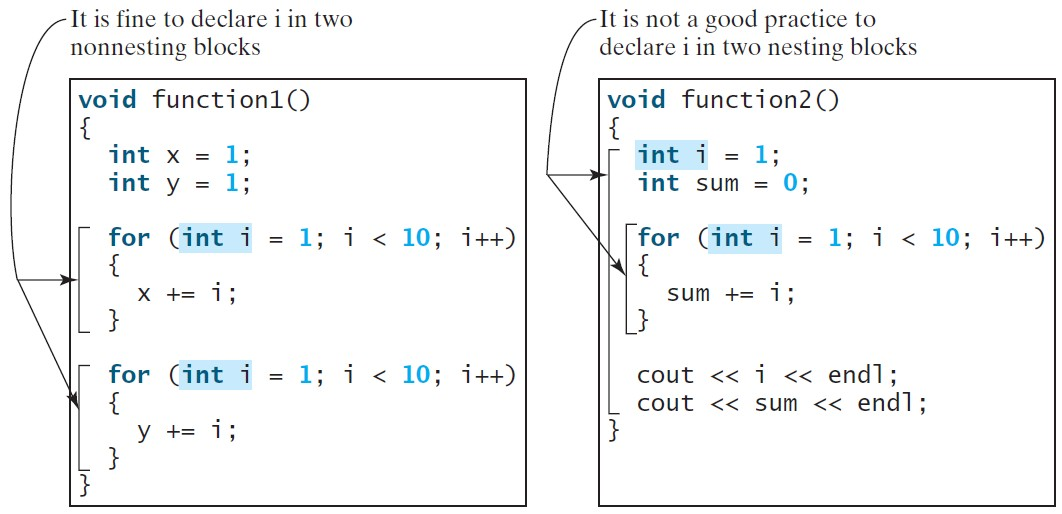 It is fine to declare i in two
nonnesting blocks
void function1()
{
int x = 1;
int y = 1;
for (int i = 1; i < 10; i++)
{
x += i;
}
for (int i = 1; i < 10; i++)
{
y += i;
}
}
It is not a good practice to
declare i in two nesting blocks
void function2()
{
int i = 1;
int sum = 0;
for (int i = 1; i < 10; i++)
{
sum += i;
}
cout << i << endl;
cout << sum << endl;
}